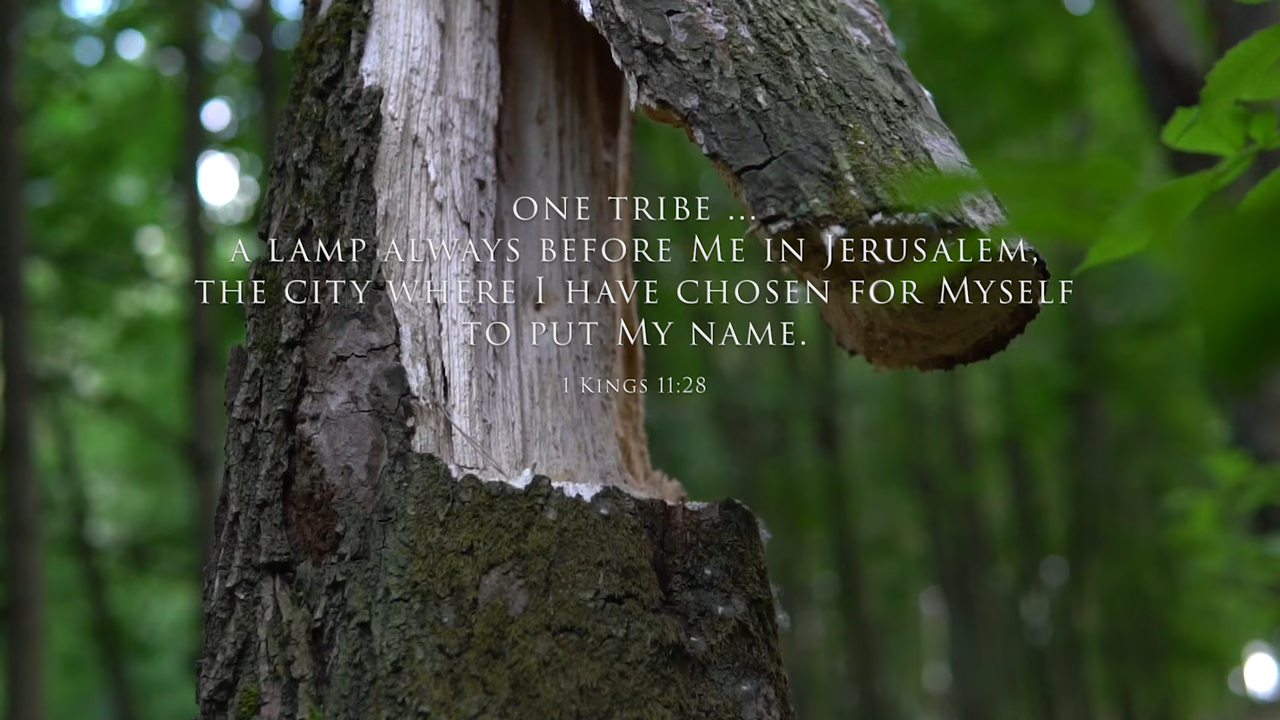 ONE TRIBE ...
A LAMP ALWAYS BEFORE ME IN JERUSALEM,
THE CITY WHERE I HAVE CHOSEN FOR MYSELF
TO PUT MY NAME.
1 KINGS 11:28